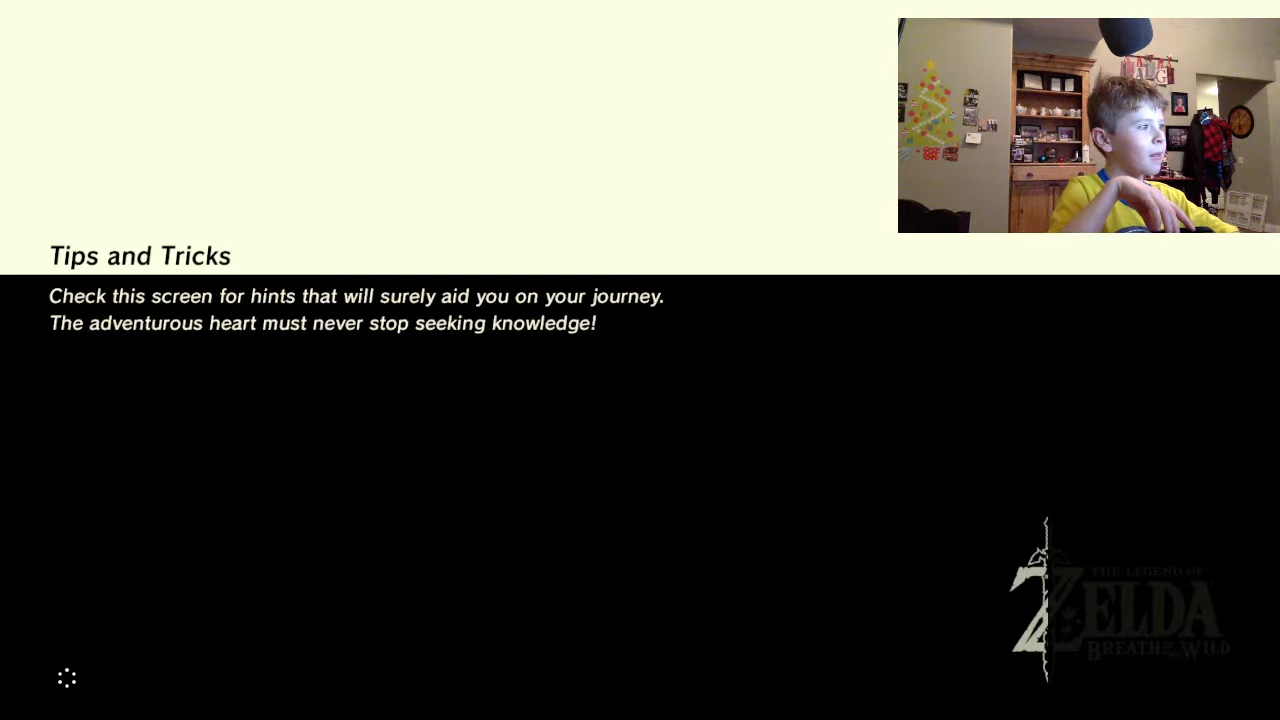 Tips and Tricks
Check this screen for hints that will surely aid you on your journey.
The adventurous heart must never stop seeking knowledge!
THE LEGEND OF
ZELDA
BREATH OF THE WILD